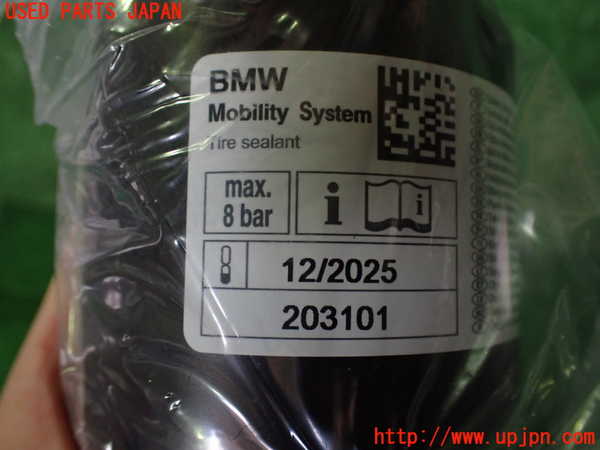 USED PARTS JAPAN
BMW
Mobility System
Tire sealant
max.
8 bar
i
i
12/2025
203101
http://www.upjpn.com/